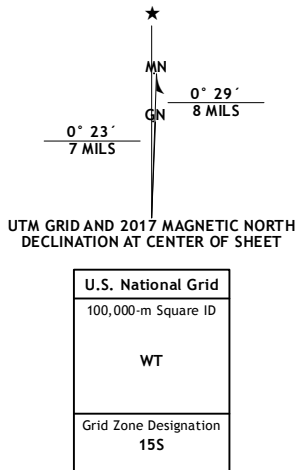 ★
MN
0° 29´
8 MILS
GN
0° 23´
7 MILS
UTM GRID AND 2017 MAGNETIC NORTH
DECLINATION AT CENTER OF SHEET
U.S. National Grid
100,000-m Square ID
WT
Grid Zone Designation
15S